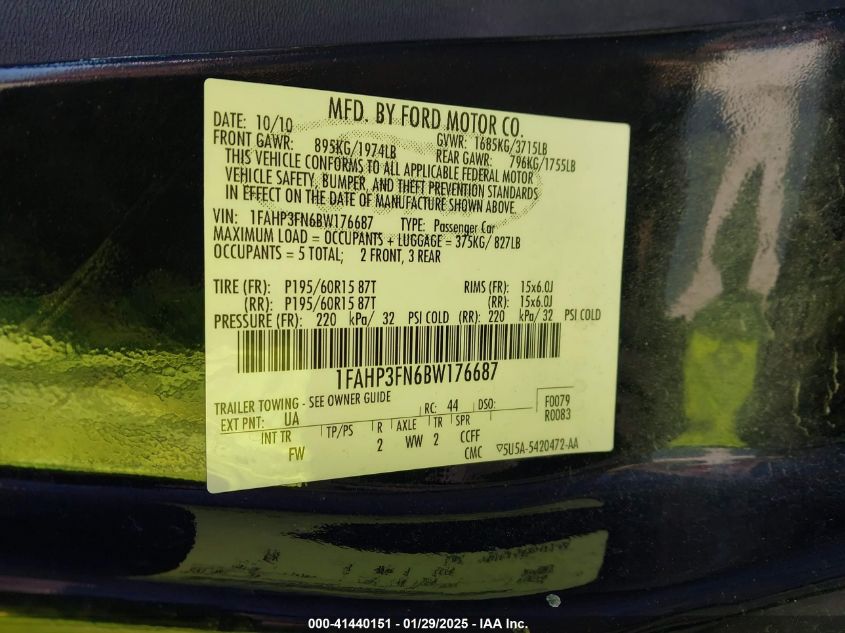 MFD. BY FORD MOTOR CO.
DATE: 10/10 GVWR: 1685KG/3715LB
FRONT GAWR: 895KG/1974LB REAR GAWR: 796KG/1755LB
THIS VEHICLE CONFORMS TO ALL APPLICABLE FEDERAL MOTOR
VEHICLE SAFETY, BUMPER, AND THEFT PREVENTION STANDARDS
IN EFFECT ON THE DATE OF MANUFACTURE SHOWN ABOVE.
VIN: 1FAHP3FN6BW176687 TYPE: Passenger Car
MAXIMUM LOAD = OCCUPANTS + LUGGAGE = 375KG/ 827LB
OCCUPANTS = 5 TOTAL; 2 FRONT, 3 REAR
TIRE (FR): P195/60R15 87T RIMS (FR): 15x6.0J
(RR): P195/60R15 87T (RR): 15x6.0J
PRESSURE (FR): 220 kPa/ 32 PSI COLD (RR): 220 kPa/ 32 PSI COLD
1FAHP3FN6BW176687
TRAILER TOWING - SEE OWNER GUIDE RC: 44 DSO: F0079
EXT PNT: UA R0083
INT TR TP/PS R AXLE TR SPR
FW 2 WW 2 CCFF
CMC ▽5U5A-5420472-AA
000-41440151 - 01/29/2025 - IAA Inc.